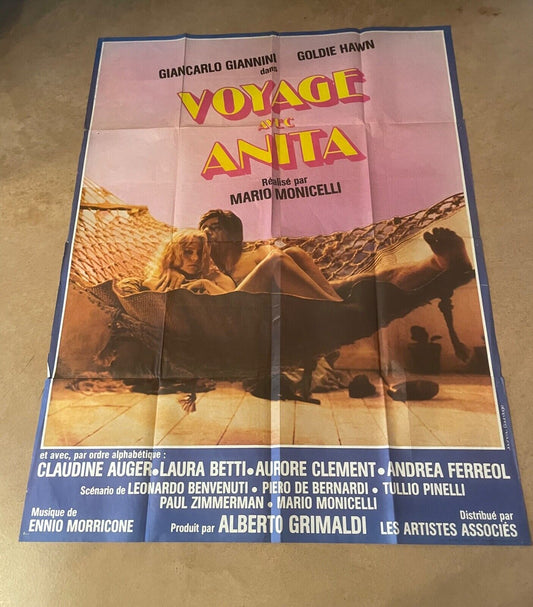 GIANCARLO GIANNINI GOLDIE HAWN
dans
VOYAGE
avec
ANITA
Réalisé par
MARIO MONICELLI
et avec, par ordre alphabétique :
CLAUDINE AUGER • LAURA BETTI • AURORE CLEMENT • ANDREA FERREOL
Scénario de LEONARDO BENVENUTI • PIERO DE BERNARDI • TULLIO PINELLI
PAUL ZIMMERMAN • MARIO MONICELLI
Musique de
ENNIO MORRICONE
Produit par ALBERTO GRIMALDI
Distribué par
LES ARTISTES ASSOCIÉS